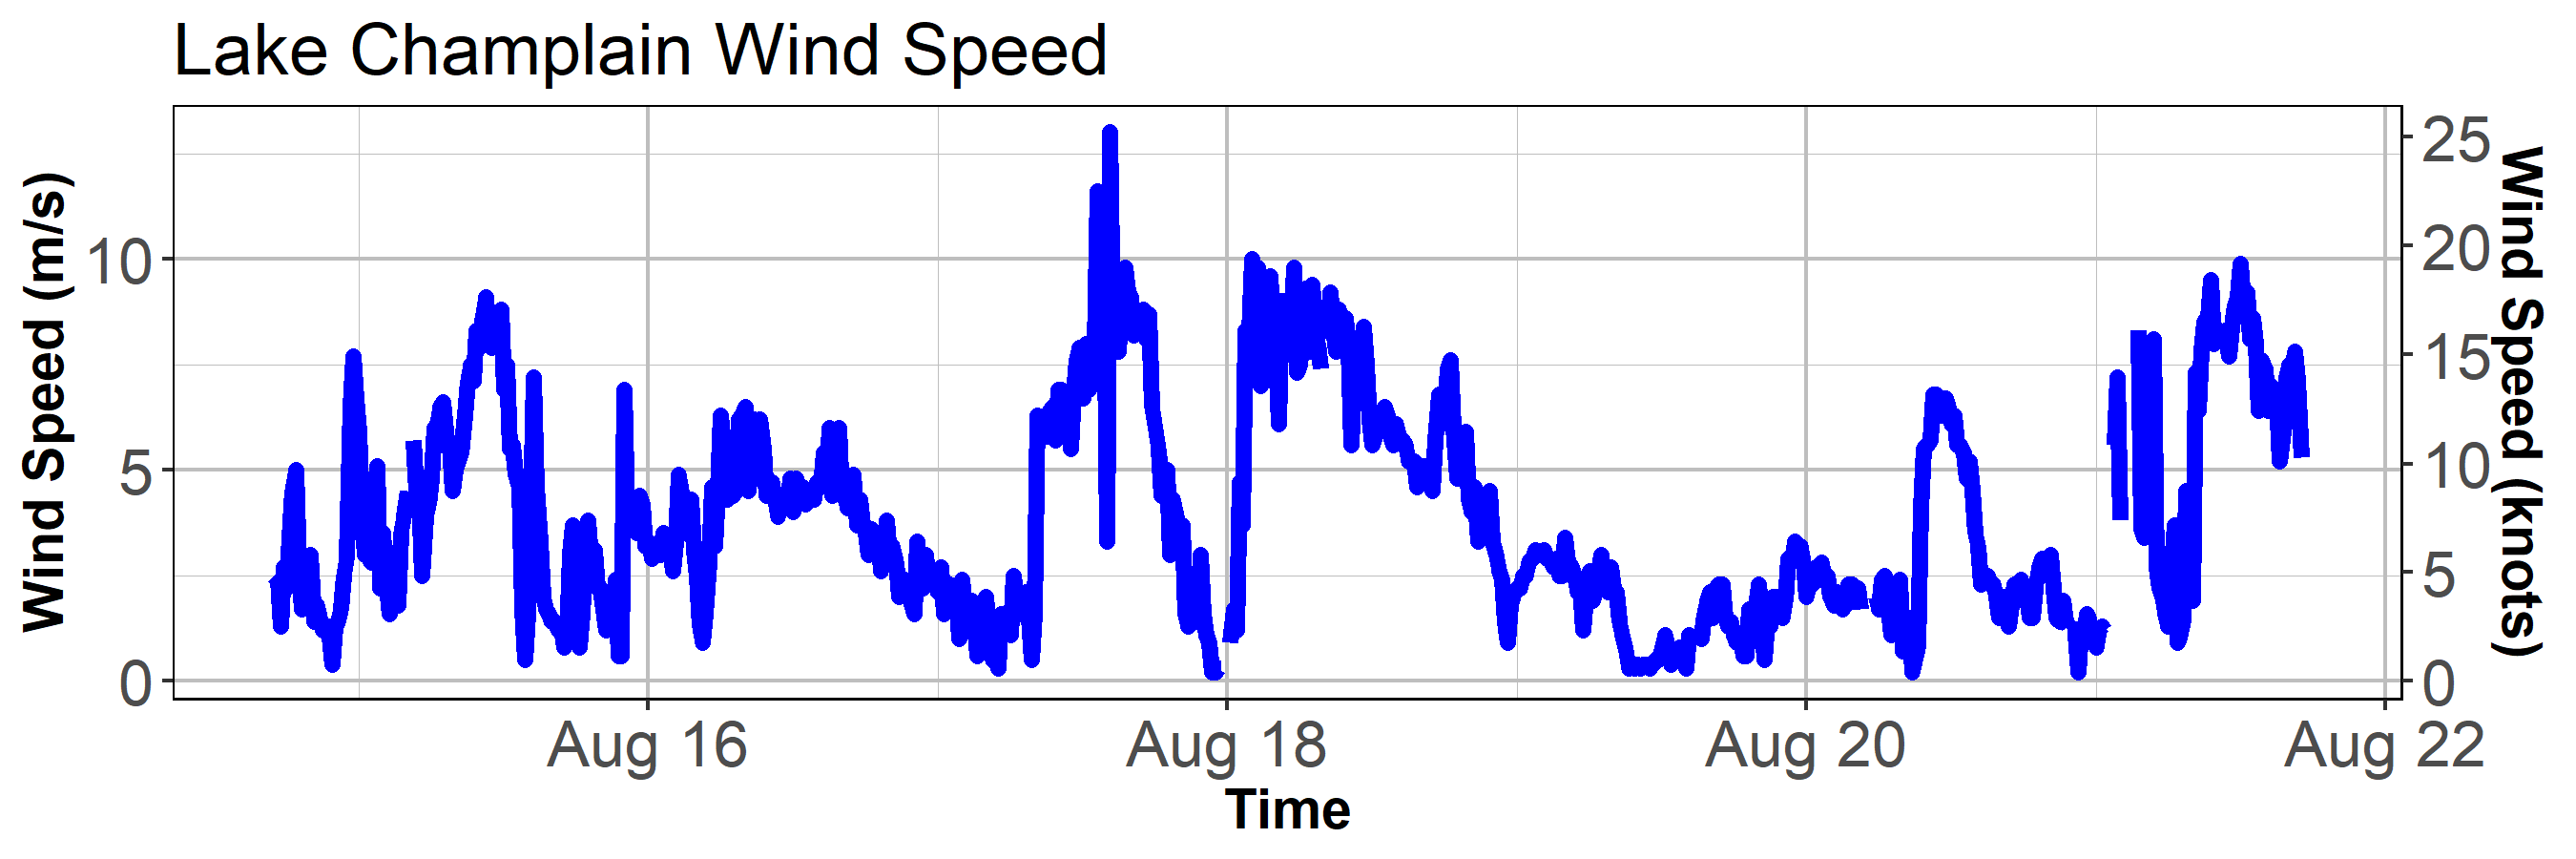 Lake Champlain Wind Speed
Wind Speed (m/s)
10
5
0
25
20
15
10
5
0
Wind Speed (knots)
Aug 16
Aug 18
Aug 20
Aug 22
Time